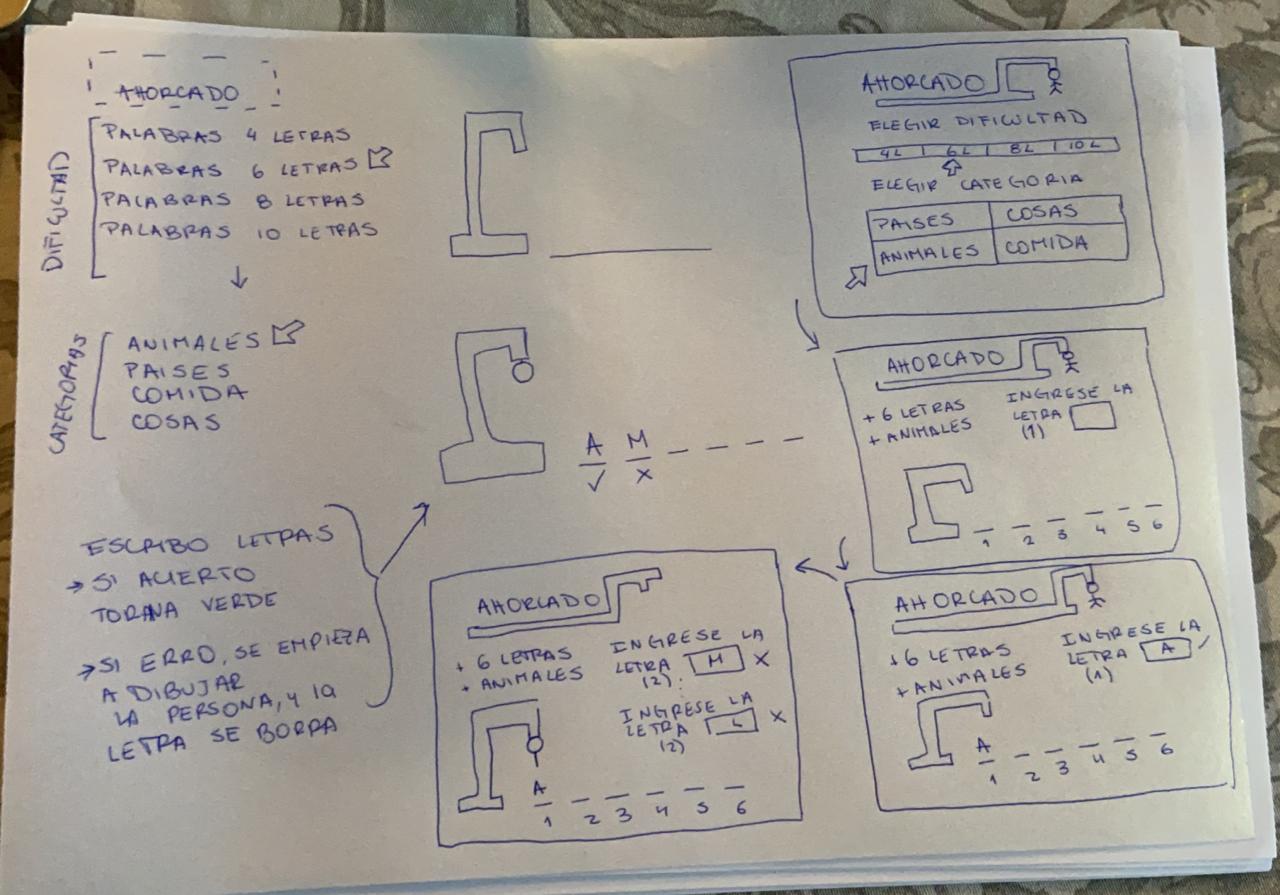 AHORCADO
DIFICULTAD
PALABRAS 4 LETRAS
PALABRAS 6 LETRAS
PALABRAS 8 LETRAS
PALABRAS 10 LETRAS
CATEGORIAS
ANIMALES
PAISES
COMIDA
COSAS
ESCRIBO LETRAS
→ SI ACIERTO
TORANA VERDE
→ SI ERRO, SE EMPIEZA
A DIBUJAR
LA PERSONA, Y la
LETRA SE BORRA
A M
✓ X
AHORCADO
ELEGIR DIFICULTAD
4L | 6L | 8L | 10L
ELEGIR CATEGORIA
PAISES COSAS
ANIMALES COMIDA
AHORCADO
+ 6 LETRAS
+ ANIMALES
INGRESE LA
LETRA
(1)
1 2 3 4 5 6
AHORCADO
+ 6 LETRAS
+ ANIMALES
INGRESE LA
LETRA A
(1)
A
1 2 3 4 5 6
AHORCADO
+ 6 LETRAS
+ ANIMALES
INGRESE LA
LETRA M X
(2)
INGRESE LA
LETRA L X
(2)
A
1 2 3 4 5 6